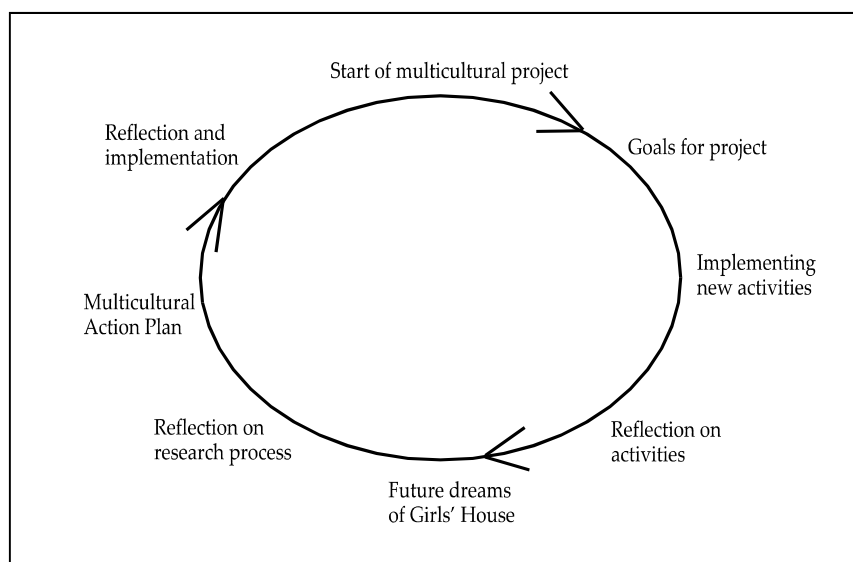 Start of multicultural project
Goals for project
Implementing
new activities
Reflection on
activities
Future dreams
of Girls' House
Reflection on
research process
Multicultural
Action Plan
Reflection and
implementation